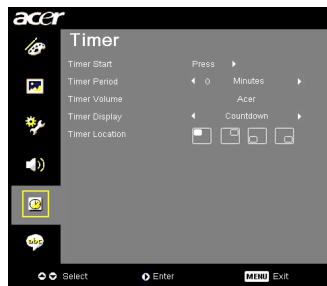 acer
Timer
Timer Start Press
Timer Period 0 Minutes
Timer Volume Acer
Timer Display Countdown
Timer Location
abc
Select Enter MENU Exit